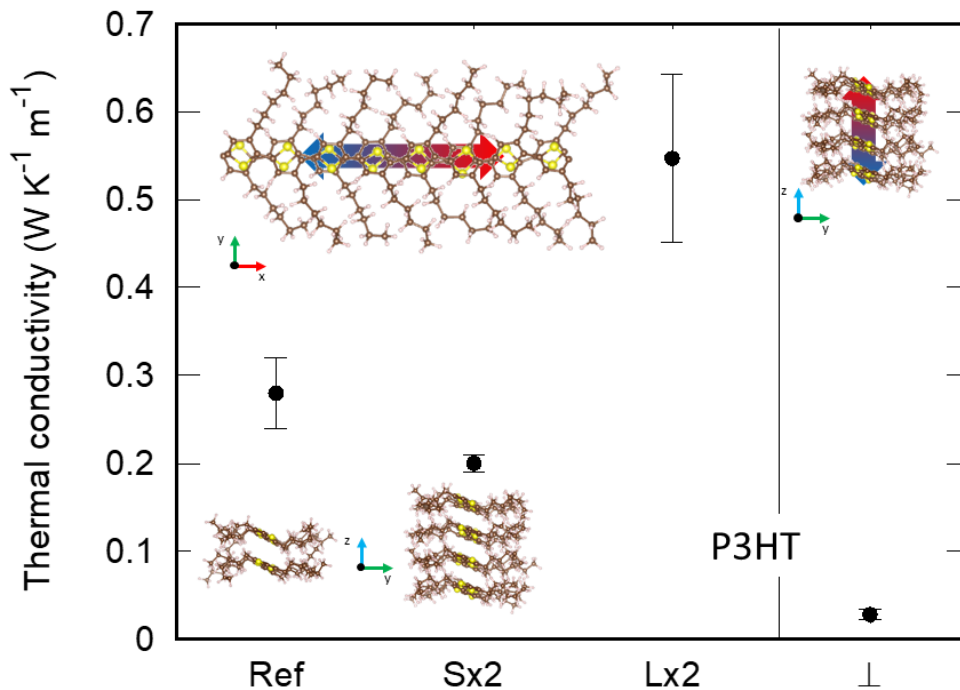 Thermal conductivity (W K⁻¹ m⁻¹)
0.7
0.6
0.5
0.4
0.3
0.2
0.1
0
y
x
z
y
z
y
P3HT
Ref
Sx2
Lx2
⊥